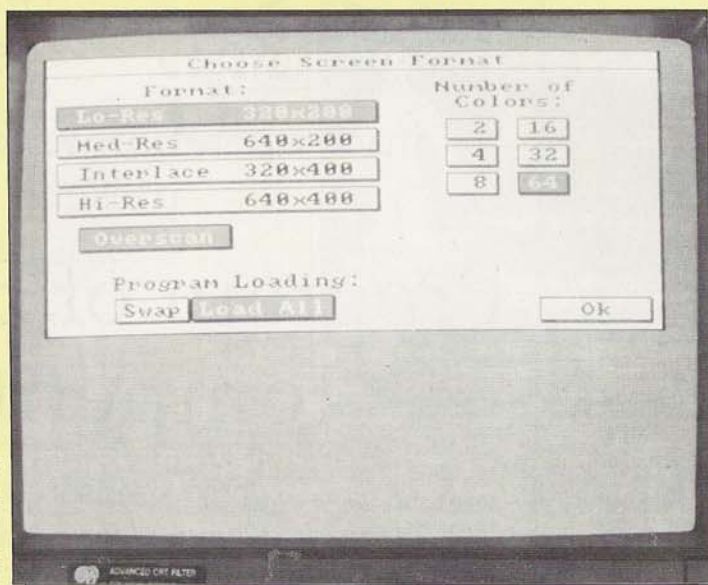 Choose Screen Format
Format:
Lo-Res 320x200
Med-Res 640x200
Interlace 320x400
Hi-Res 640x400
Overscan
Number of
Colors:
2 16
4 32
8 64
Program Loading:
Swap Load All
Ok
ADVANCED CRT FILTER